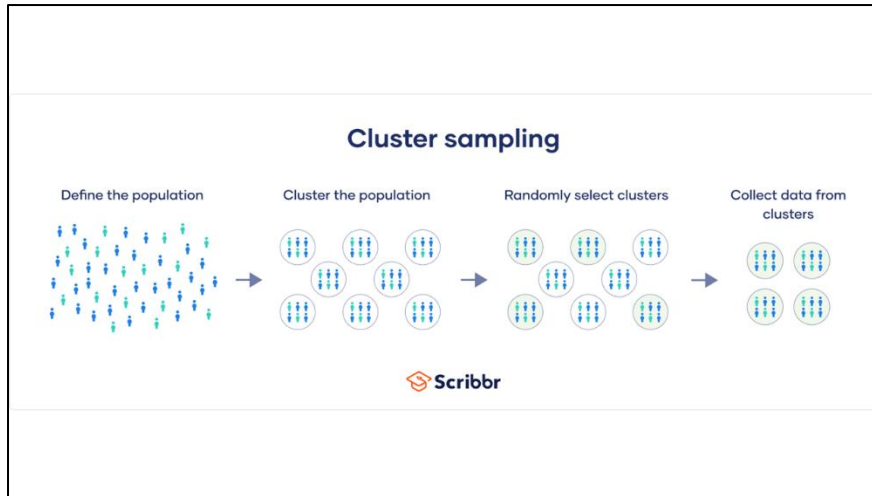 Cluster sampling
Define the population
Cluster the population
Randomly select clusters
Collect data from
clusters
Scribbr